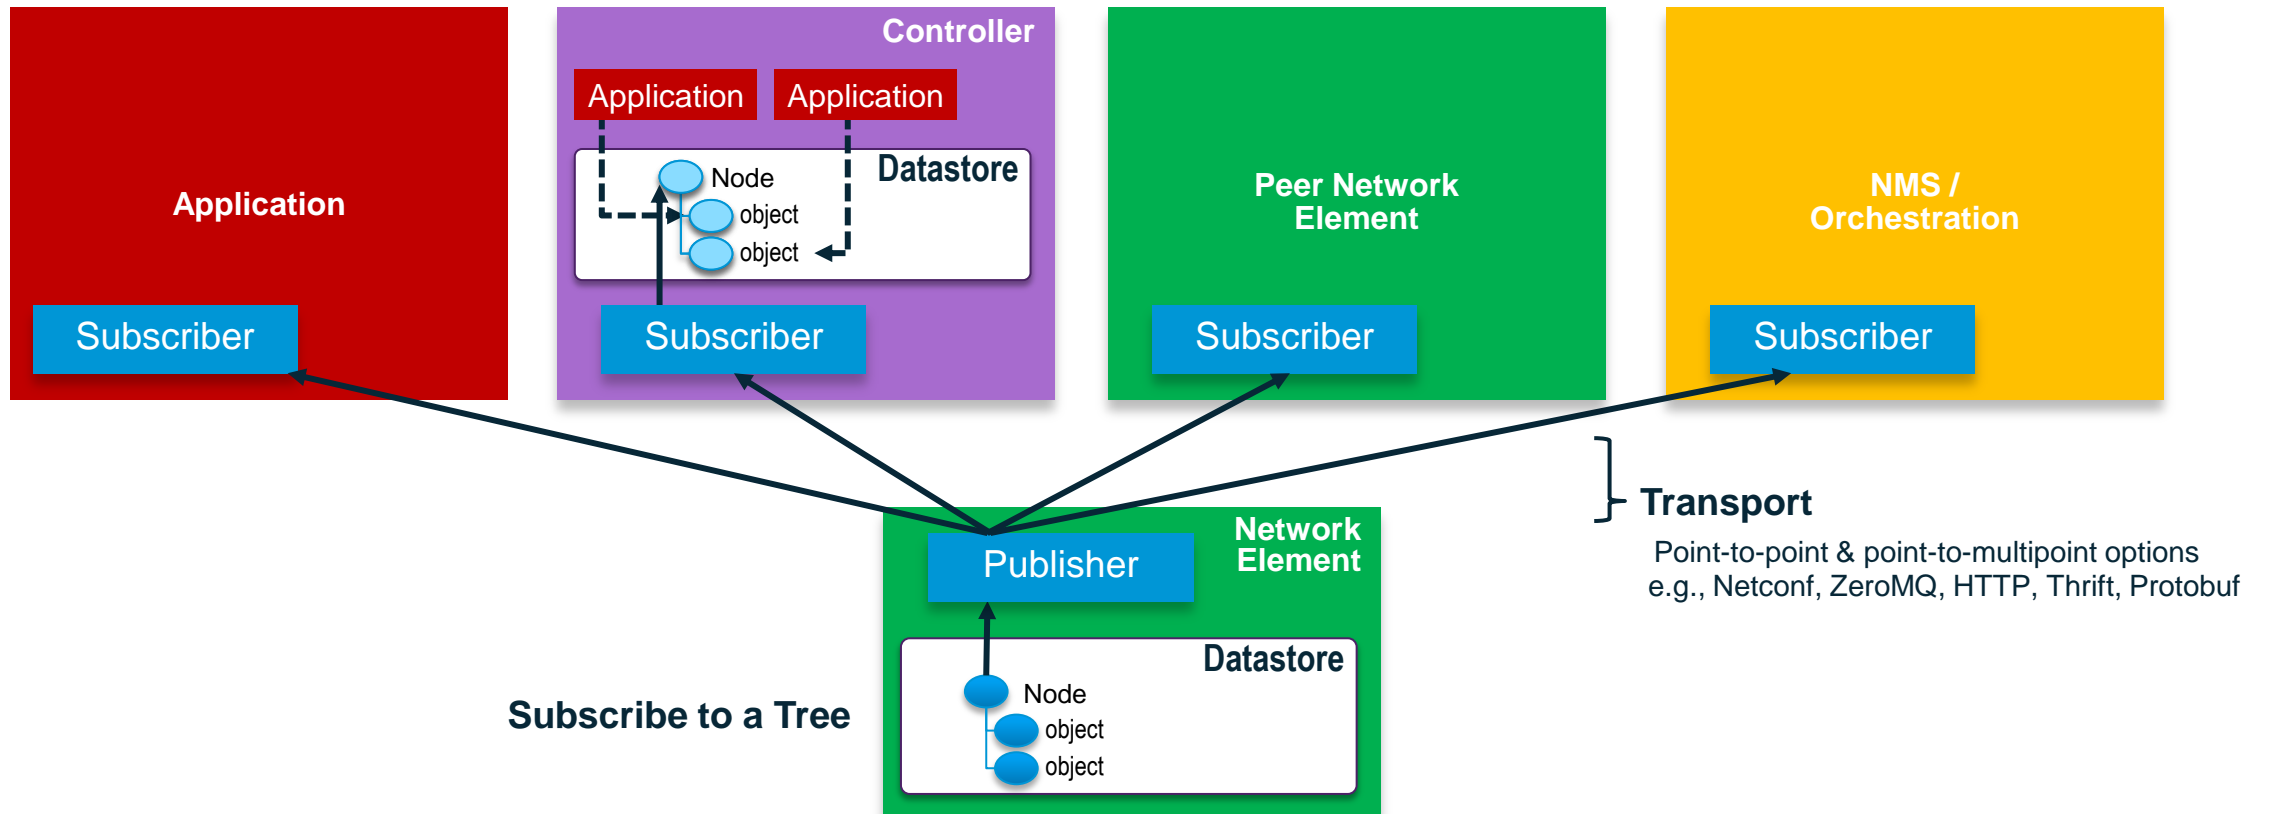 Application
Subscriber
Controller
Application
Application
Datastore
Node
object
object
Subscriber
Peer Network
Element
Subscriber
NMS /
Orchestration
Subscriber
Transport
Point-to-point & point-to-multipoint options
e.g., Netconf, ZeroMQ, HTTP, Thrift, Protobuf
Network
Element
Publisher
Datastore
Node
object
object
Subscribe to a Tree